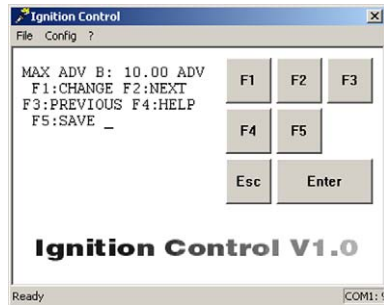 Ignition Control
File Config ?
MAX ADV B: 10.00 ADV
F1:CHANGE F2:NEXT
F3:PREVIOUS F4:HELP
F5:SAVE _
F1 F2 F3
F4 F5
Esc Enter
Ignition Control V1.0
Ready COM1: